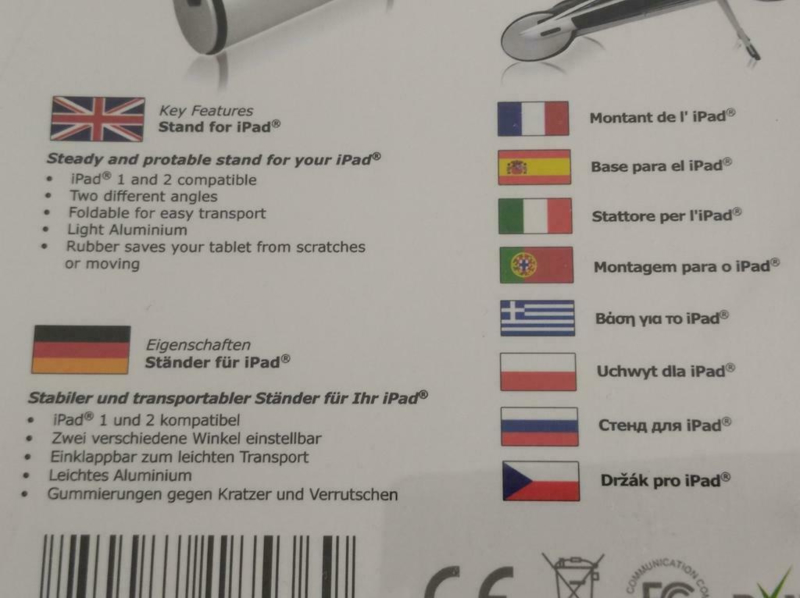 Key Features
Stand for iPad®
Steady and protable stand for your iPad®
• iPad® 1 and 2 compatible
• Two different angles
• Foldable for easy transport
• Light Aluminium
• Rubber saves your tablet from scratches
or moving
Eigenschaften
Ständer für iPad®
Stabiler und transportabler Ständer für Ihr iPad®
• iPad® 1 und 2 kompatibel
• Zwei verschiedene Winkel einstellbar
• Einklappbar zum leichten Transport
• Leichtes Aluminium
• Gummierungen gegen Kratzer und Verrutschen
Montant de l' iPad®
Base para el iPad®
Stattore per l'iPad®
Montagem para o iPad®
Βάση για το iPad®
Uchwyt dla iPad®
Стенд для iPad®
Držák pro iPad®
CE
COMMUNICATION
FC